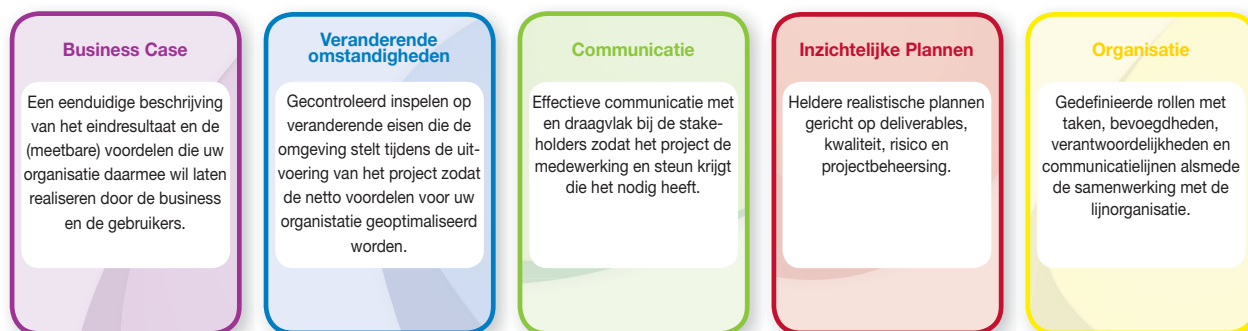 Business Case
Een eenduidige beschrijving
van het eindresultaat en de
(meetbare) voordelen die uw
organisatie daarmee wil laten
realiseren door de business
en de gebruikers.
Veranderende
omstandigheden
Gecontroleerd inspelen op
veranderende eisen die de
omgeving stelt tijdens de uit-
voering van het project zodat
de netto voordelen voor uw
organistatie geoptimaliseerd
worden.
Communicatie
Effectieve communicatie met
en draagvlak bij de stake-
holders zodat het project de
medewerking en steun krijgt
die het nodig heeft.
Inzichtelijke Plannen
Heldere realistische plannen
gericht op deliverables,
kwaliteit, risico en
projectbeheersing.
Organisatie
Gedefinieerde rollen met
taken, bevoegdheden,
verantwoordelijkheden en
communicatielijnen alsmede
de samenwerking met de
lijnorganisatie.